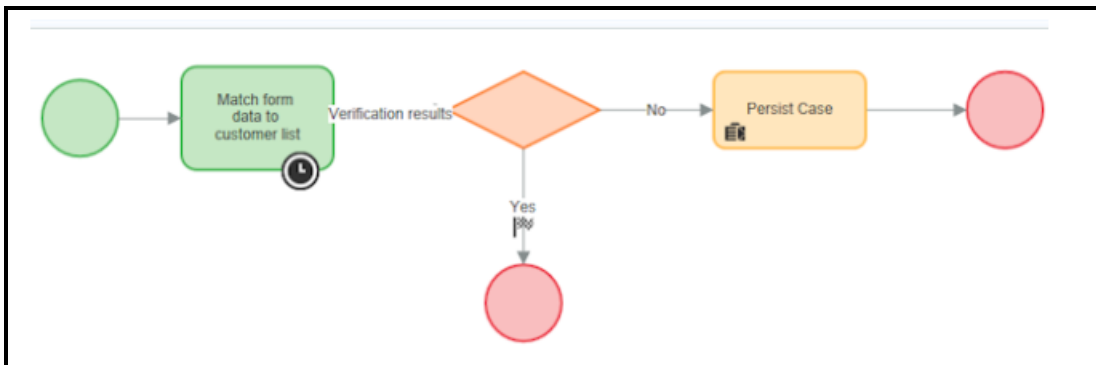 Match form
data to
customer list
Verification results
No
Persist Case
Yes